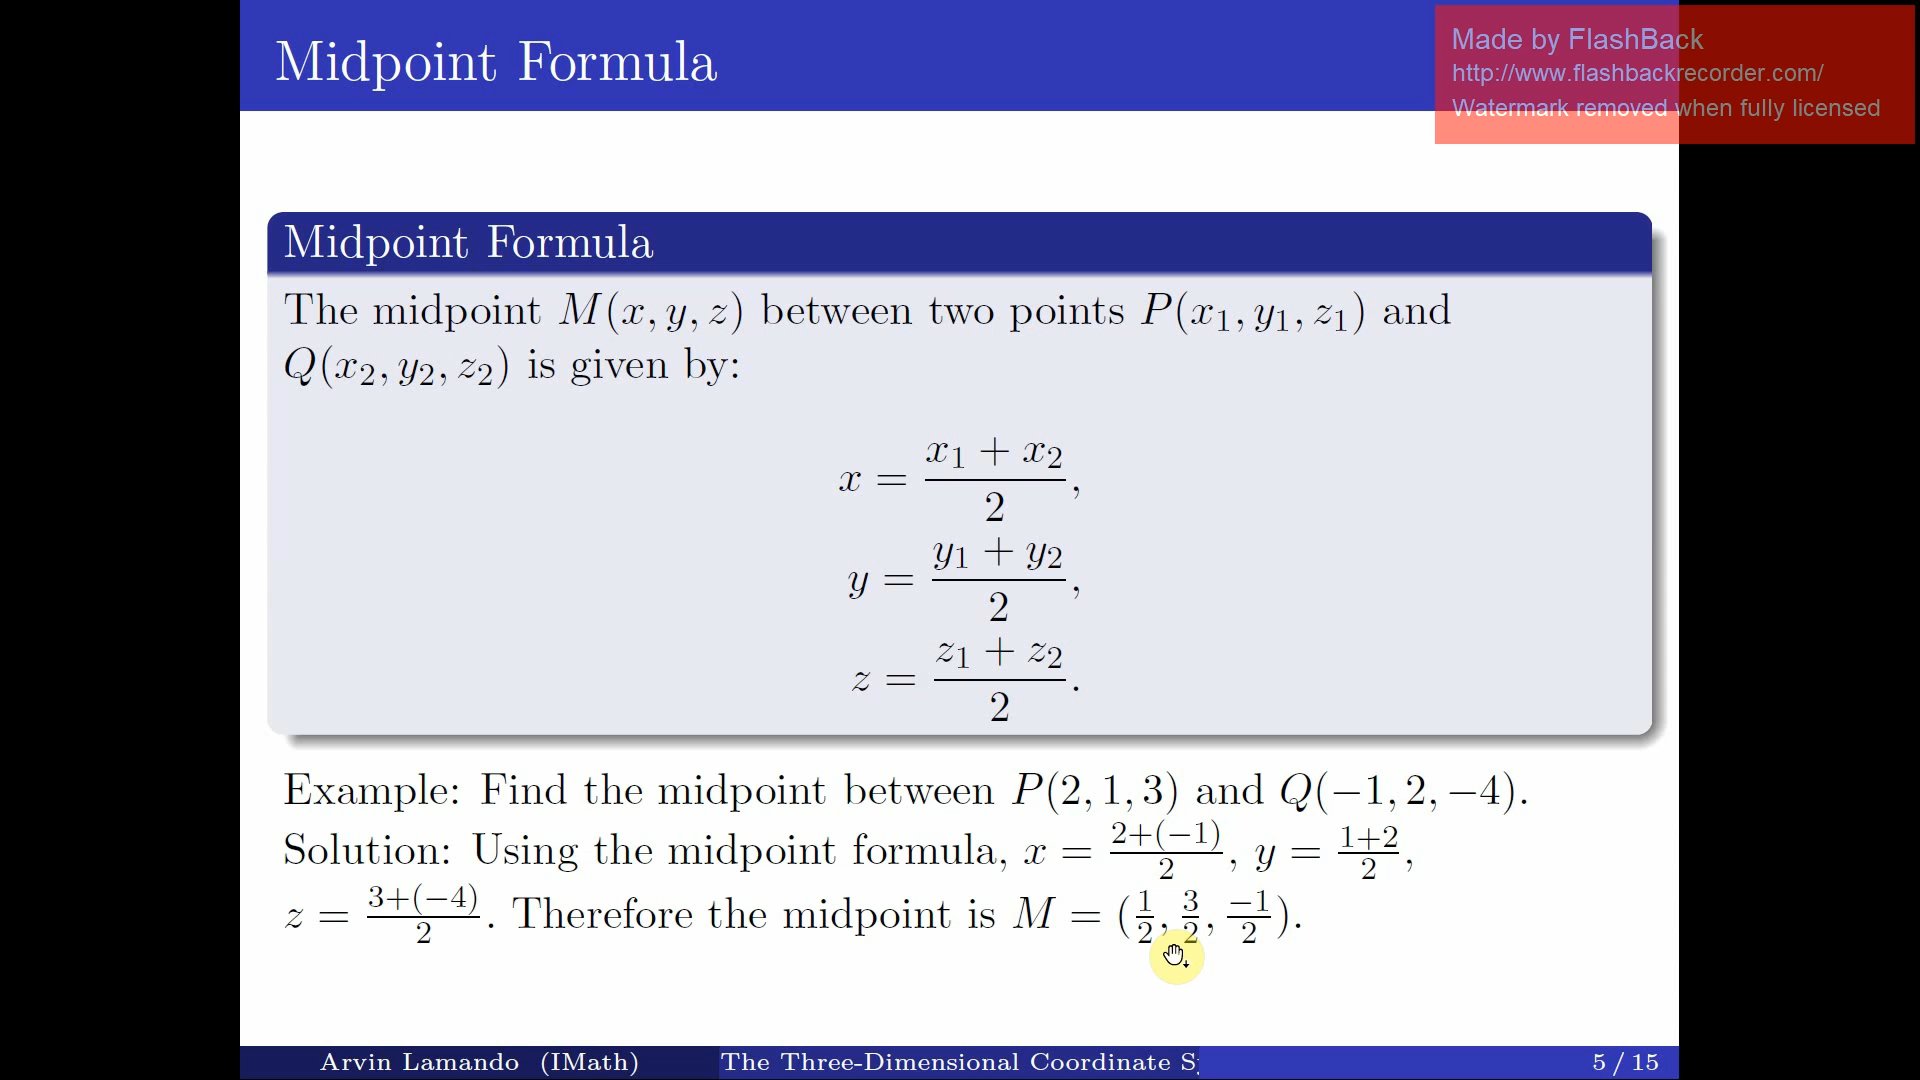 Midpoint Formula
Made by FlashBack
http://www.flashbackrecorder.com/
Watermark removed when fully licensed
Midpoint Formula
The midpoint M(x, y, z) between two points P(x₁, y₁, z₁) and
Q(x₂, y₂, z₂) is given by:
x = (x₁ + x₂)/2,
y = (y₁ + y₂)/2,
z = (z₁ + z₂)/2.
Example: Find the midpoint between P(2, 1, 3) and Q(−1, 2, −4).
Solution: Using the midpoint formula, x = (2+(−1))/2, y = (1+2)/2,
z = (3+(−4))/2. Therefore the midpoint is M = (1/2, 3/2, −1/2).
Arvin Lamando (IMath)
The Three-Dimensional Coordinate S
5 / 15